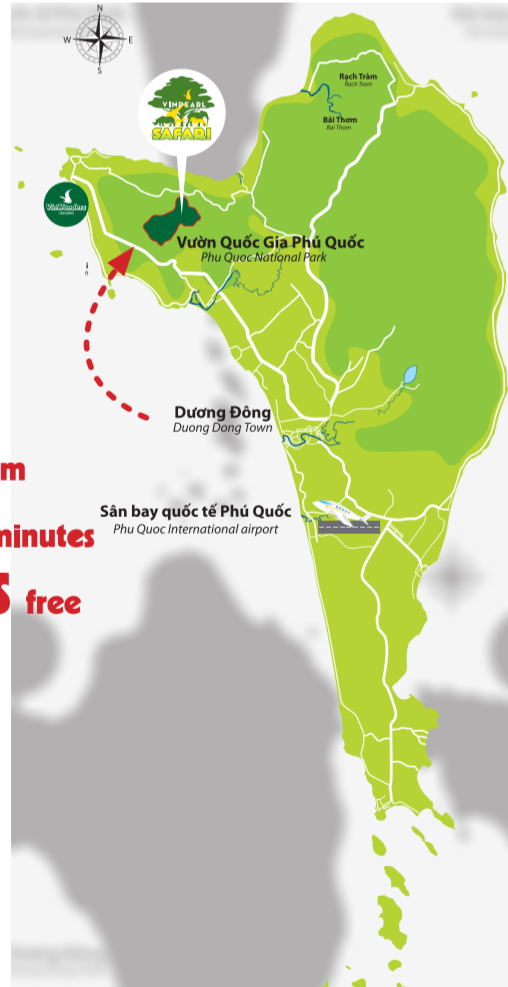 N
W E
S
VINPEARL
SAFARI
Rạch Tràm
Rach Tram
Bãi Thơm
Bai Thom
VinWonders
Vườn Quốc Gia Phú Quốc
Phu Quoc National Park
Dương Đông
Duong Dong Town
m
Sân bay quốc tế Phú Quốc
Phu Quoc International airport
minutes
S free